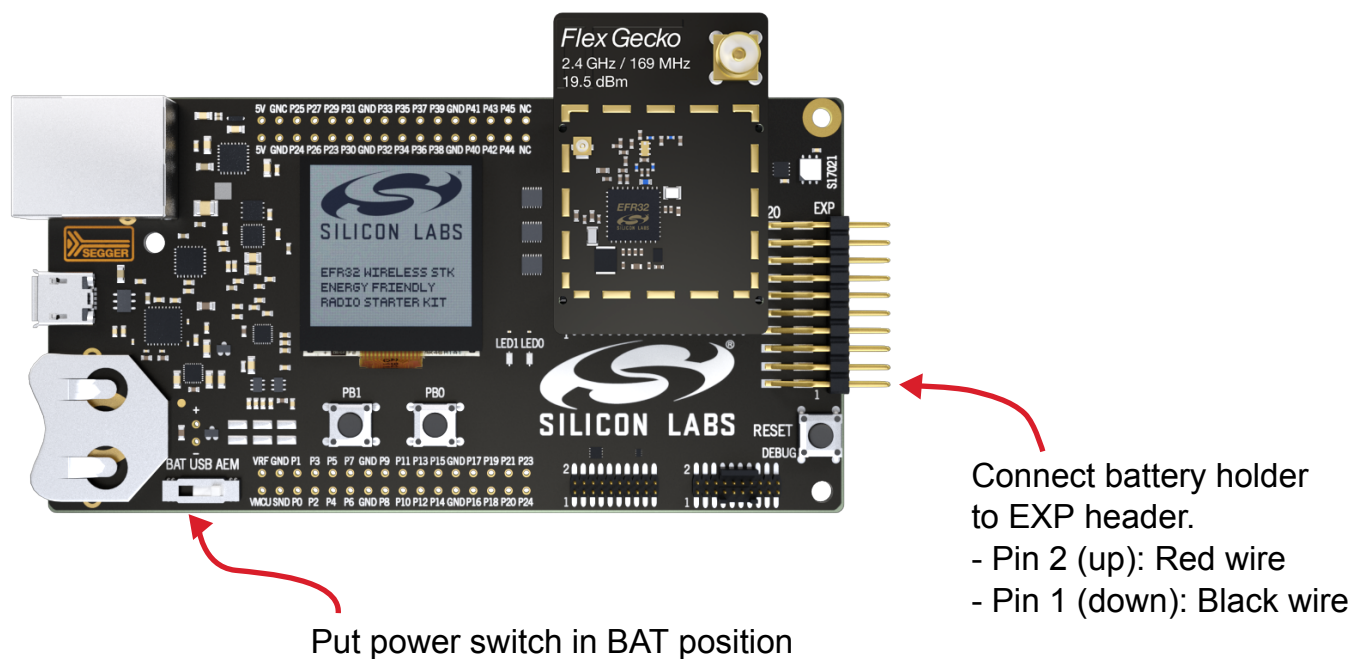 Flex Gecko
2.4 GHz / 169 MHz
19.5 dBm
5V GNC P25 P27 P29 P31 GND P33 P35 P37 P39 GND P41 P43 P45 NC
5V GND P24 P26 P23 P30 GND P32 P34 P36 P38 GND P40 P42 P44 NC
S17021
SILICON LABS
EFR32 WIRELESS STK
ENERGY FRIENDLY
RADIO STARTER KIT
EFR32
SILICON LABS
20 EXP
SEGGER
1
LED1 LED0
®
SILICON LABS
1
PB1 PB0
RESET
DEBUG
+
-
BAT USB AEM
VRF GND P1 P3 P5 P7 GND P9 P11 P13 P15 GND P17 P19 P21 P23
VMCU SND P0 P2 P4 P6 GND P8 P10 P12 P14 GND P16 P18 P20 P24
2 2
1 1
Connect battery holder
to EXP header.
- Pin 2 (up): Red wire
- Pin 1 (down): Black wire
Put power switch in BAT position